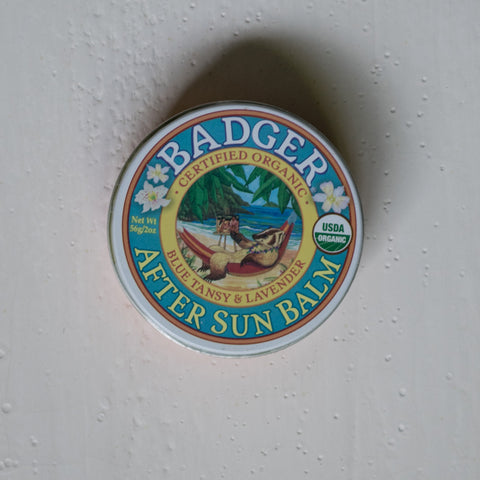 BADGER
· CERTIFIED ORGANIC ·
Net Wt
56g/2oz
USDA
ORGANIC
BLUE TANSY & LAVENDER
AFTER SUN BALM